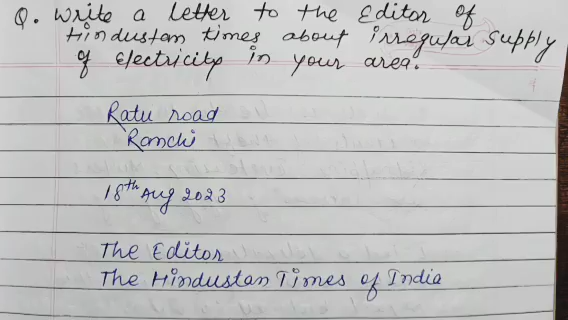 Q. Write a letter to the Editor of
Hindustan times about irregular supply
of electricity in your area.
Ratu road
Ranchi
18th Aug 2023
The Editor
The Hindustan Times of India